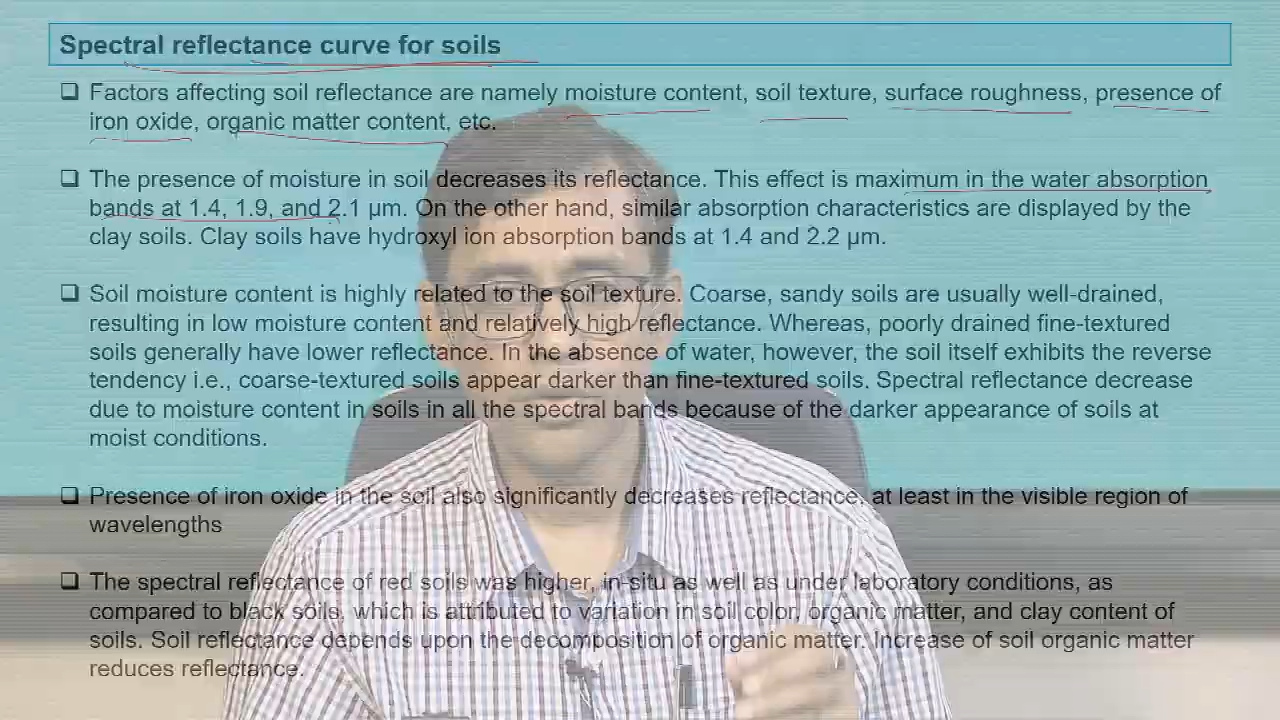 Spectral reflectance curve for soils
❑ Factors affecting soil reflectance are namely moisture content, soil texture, surface roughness, presence of
iron oxide, organic matter content, etc.
❑ The presence of moisture in soil decreases its reflectance. This effect is maximum in the water absorption
bands at 1.4, 1.9, and 2.1 µm. On the other hand, similar absorption characteristics are displayed by the
clay soils. Clay soils have hydroxyl ion absorption bands at 1.4 and 2.2 µm.
❑ Soil moisture content is highly related to the soil texture. Coarse, sandy soils are usually well-drained,
resulting in low moisture content and relatively high reflectance. Whereas, poorly drained fine-textured
soils generally have lower reflectance. In the absence of water, however, the soil itself exhibits the reverse
tendency i.e., coarse-textured soils appear darker than fine-textured soils. Spectral reflectance decrease
due to moisture content in soils in all the spectral bands because of the darker appearance of soils at
moist conditions.
❑ Presence of iron oxide in the soil also significantly decreases reflectance, at least in the visible region of
wavelengths
❑ The spectral reflectance of red soils was higher, in-situ as well as under laboratory conditions, as
compared to black soils, which is attributed to variation in soil color, organic matter, and clay content of
soils. Soil reflectance depends upon the decomposition of organic matter. Increase of soil organic matter
reduces reflectance.